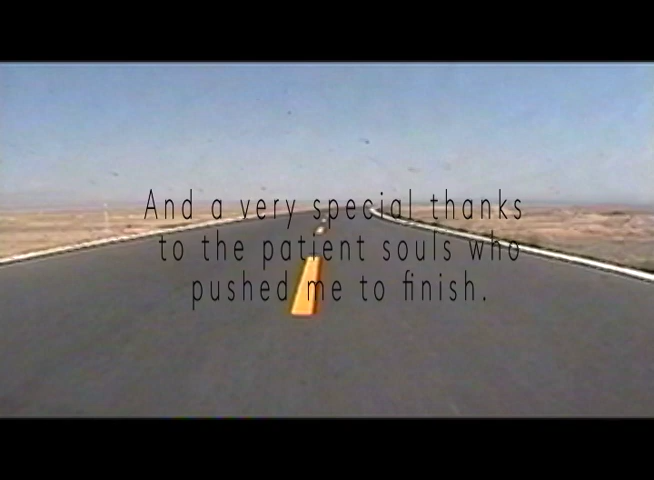 And a very special thanks
to the patient souls who
pushed me to finish.